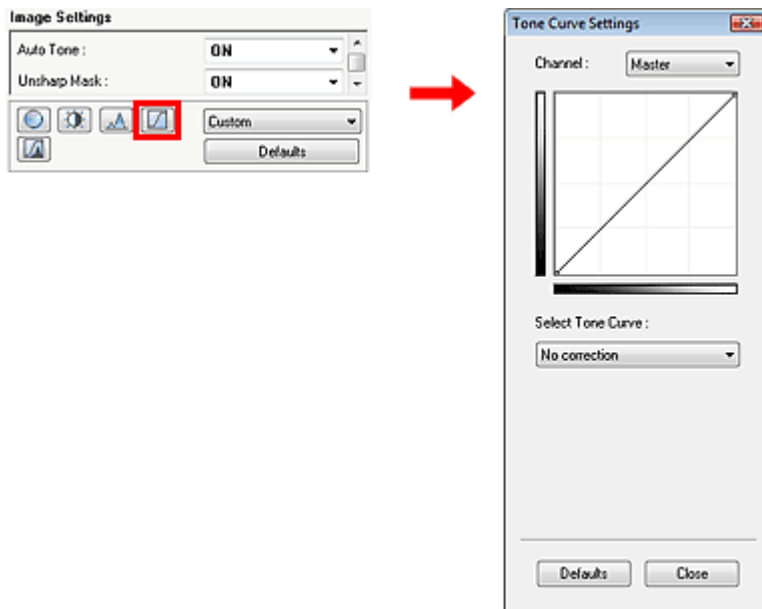 Image Settings
Auto Tone : ON
Unsharp Mask : ON
Custom
Defaults
Tone Curve Settings
Channel : Master
Select Tone Curve :
No correction
Defaults Close